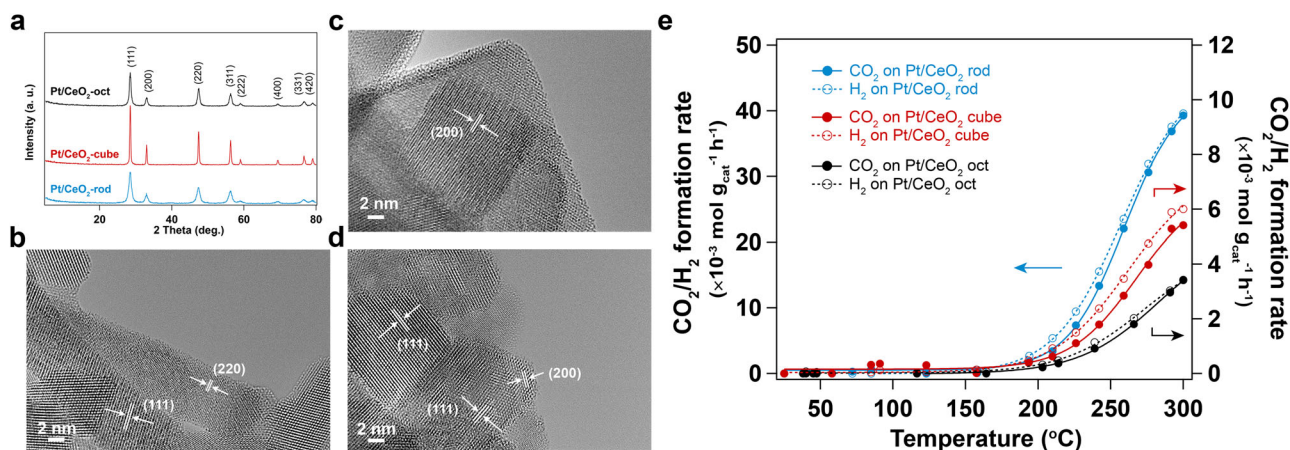 a
Intensity (a. u.)
(111)
(200)
(220)
(311)
(222)
(400)
(331)
(420)
Pt/CeO2-oct
Pt/CeO2-cube
Pt/CeO2-rod
20
40
60
80
2 Theta (deg.)
b
(220)
(111)
2 nm
c
(200)
2 nm
d
(111)
(200)
(111)
2 nm
e
CO2/H2 formation rate
(×10-3 mol gcat-1 h-1)
50
40
30
20
10
0
CO2 on Pt/CeO2 rod
H2 on Pt/CeO2 rod
CO2 on Pt/CeO2 cube
H2 on Pt/CeO2 cube
CO2 on Pt/CeO2 oct
H2 on Pt/CeO2 oct
12
10
8
6
4
2
0
CO2/H2 formation rate
(×10-3 mol gcat-1 h-1)
50
100
150
200
250
300
Temperature (oC)